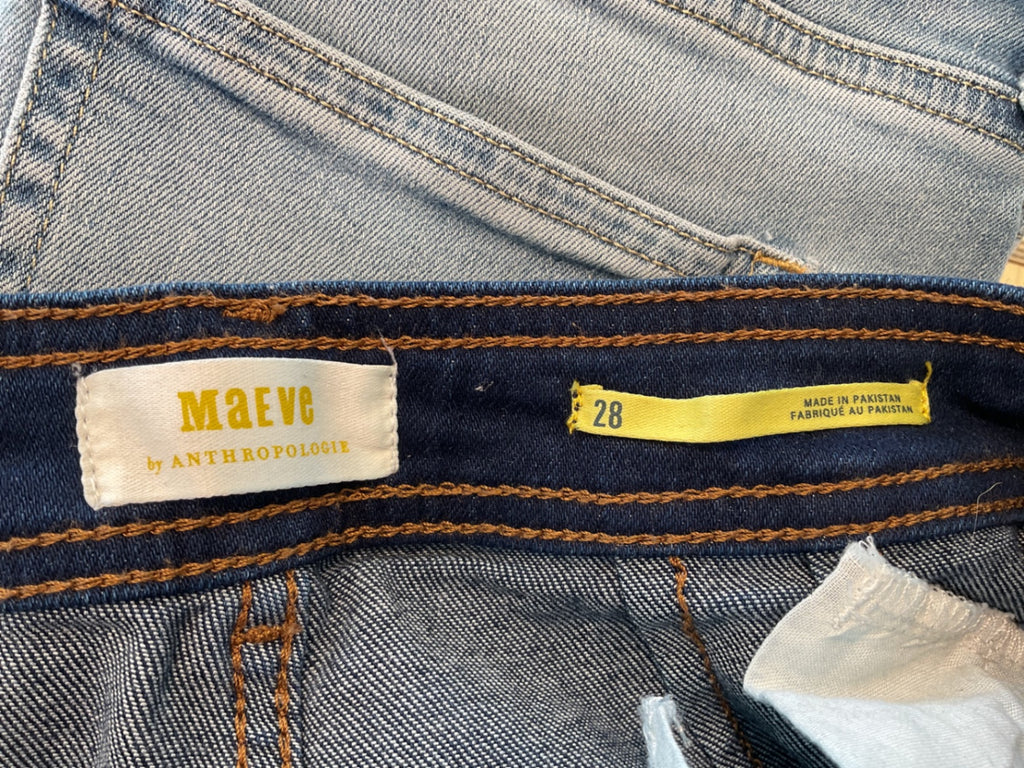 MaEVe
by ANTHROPOLOGIE
28
MADE IN PAKISTAN
FABRIQUÉ AU PAKISTAN